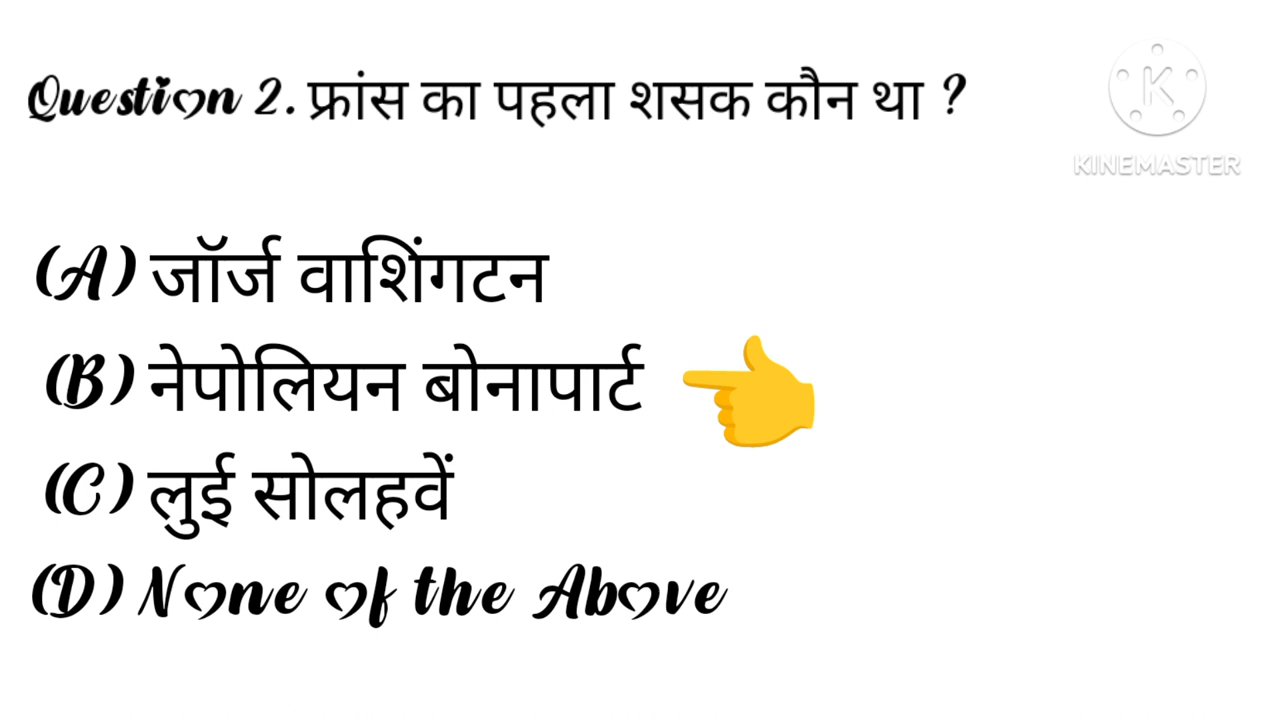 Question 2. फ्रांस का पहला शसक कौन था ?
KINEMASTER
(A) जॉर्ज वाशिंगटन
(B) नेपोलियन बोनापार्ट
(C) लुई सोलहवें
(D) None of the Above